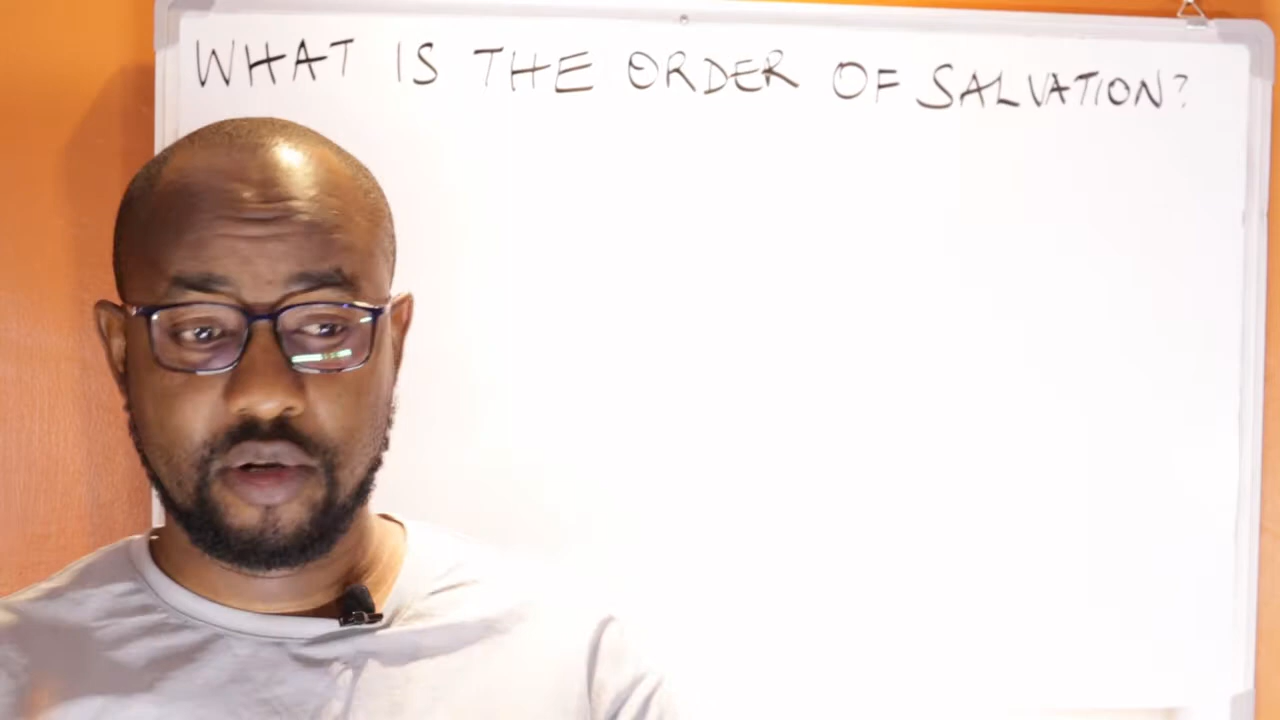 WHAT IS THE ORDER OF SALVATION?